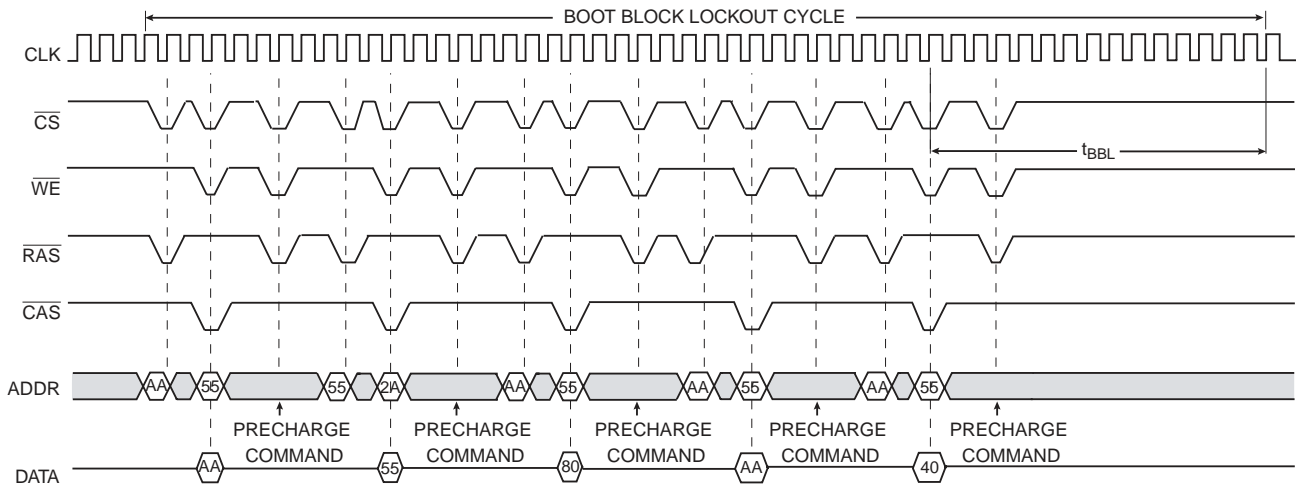 BOOT BLOCK LOCKOUT CYCLE
CLK
CS
tBBL
WE
RAS
CAS
ADDR AA 55 55 2A AA 55 AA 55 AA 55
PRECHARGE COMMAND
PRECHARGE COMMAND
PRECHARGE COMMAND
PRECHARGE COMMAND
PRECHARGE COMMAND
DATA AA 55 80 AA 40